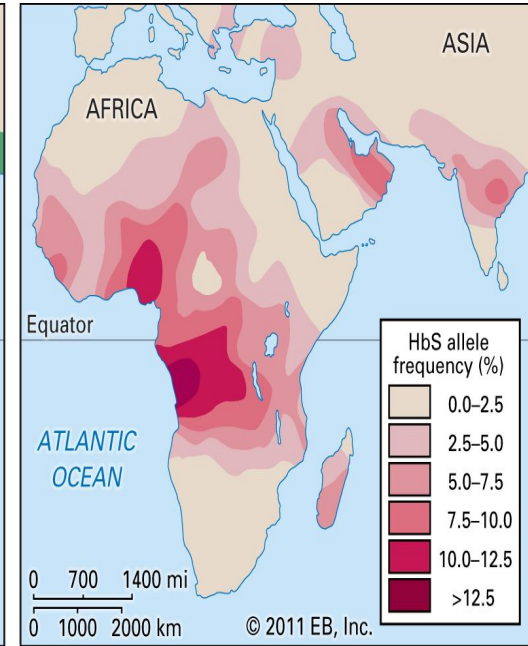 ASIA
AFRICA
Equator
ATLANTIC
OCEAN
HbS allele
frequency (%)
0.0–2.5
2.5–5.0
5.0–7.5
7.5–10.0
10.0–12.5
>12.5
0 700 1400 mi
0 1000 2000 km
© 2011 EB, Inc.